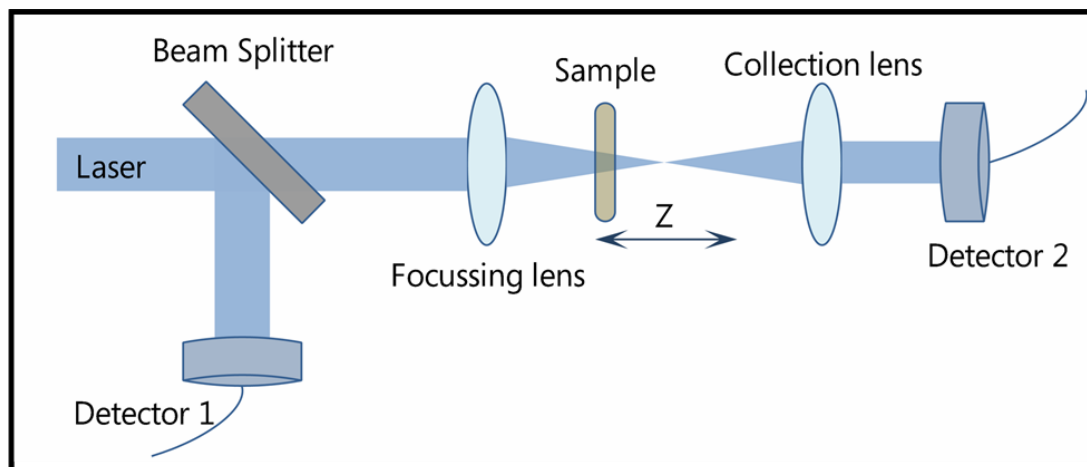 Beam Splitter
Sample
Collection lens
Laser
Z
Focussing lens
Detector 2
Detector 1